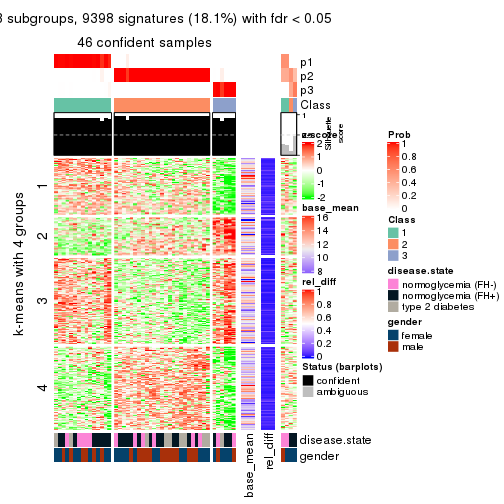 3 subgroups, 9398 signatures (18.1%) with fdr < 0.05
46 confident samples
p1
p2
p3
Class
1
Silhouette
score
z-score
2
1
0
-1
-2
base_mean
16
14
12
10
8
rel_diff
1
0.8
0.6
0.4
0.2
0
Status (barplots)
confident
ambiguous
Prob
1
0.8
0.6
0.4
0.2
0
Class
1
2
3
disease.state
normoglycemia (FH-)
normoglycemia (FH+)
type 2 diabetes
gender
female
male
k-means with 4 groups
1
2
3
4
disease.state
gender
base_mean
rel_diff